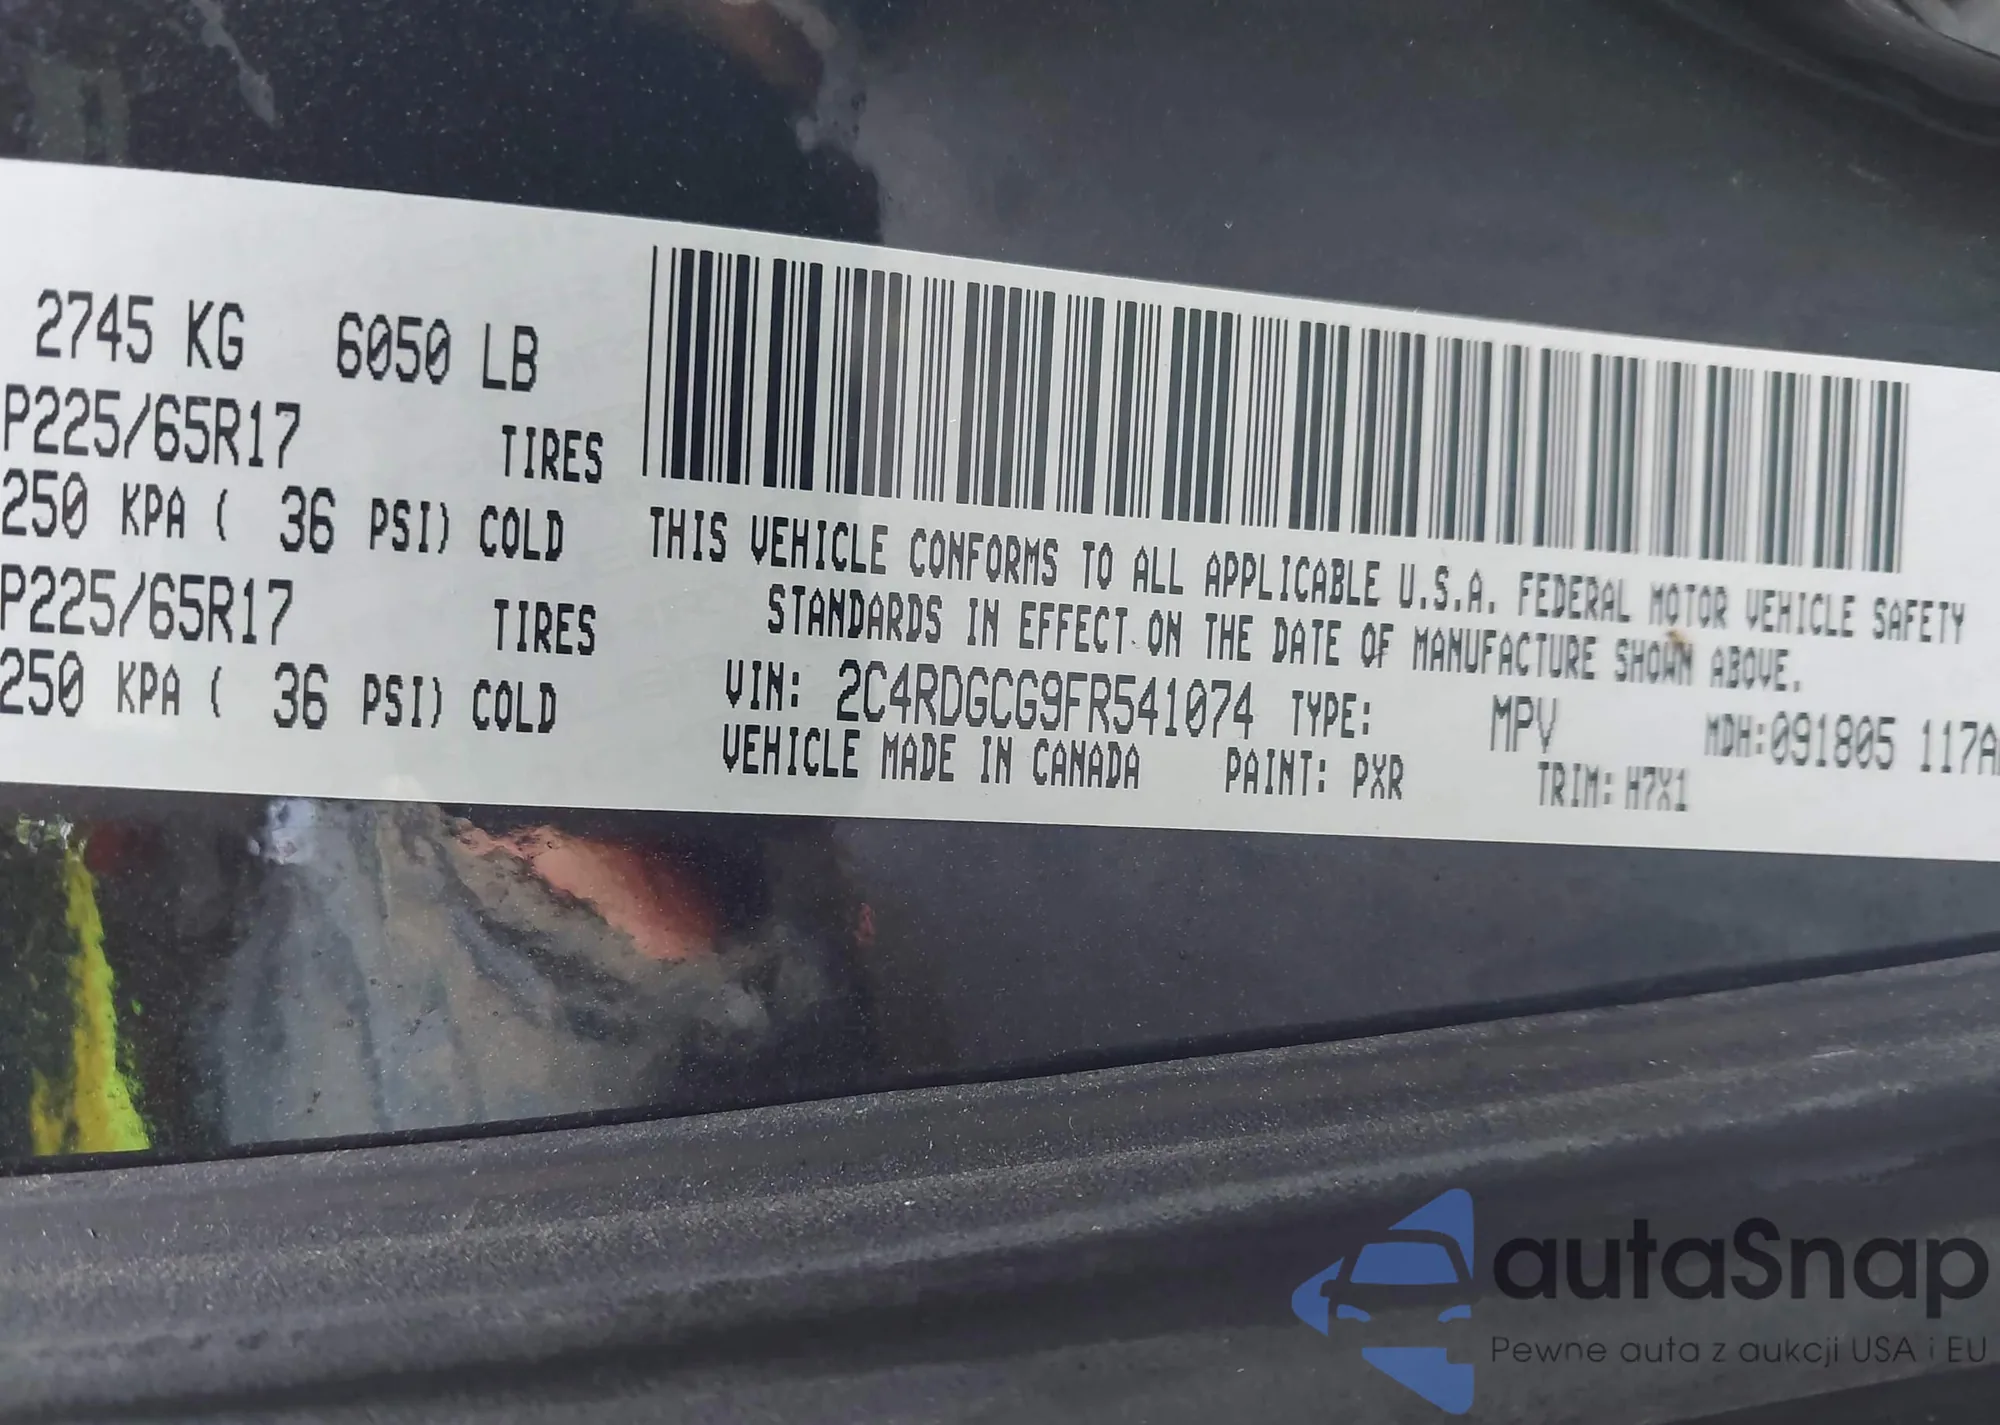 2745 KG 6050 LB
P225/65R17 TIRES
250 KPA ( 36 PSI) COLD
P225/65R17 TIRES
250 KPA ( 36 PSI) COLD
THIS VEHICLE CONFORMS TO ALL APPLICABLE U.S.A. FEDERAL MOTOR VEHICLE SAFETY
STANDARDS IN EFFECT ON THE DATE OF MANUFACTURE SHOWN ABOVE.
VIN: 2C4RDGCG9FR541074 TYPE: MPV MDH:091805 117A
VEHICLE MADE IN CANADA PAINT: PXR TRIM: H7X1
autaSnap
Pewne auta z aukcji USA i EU